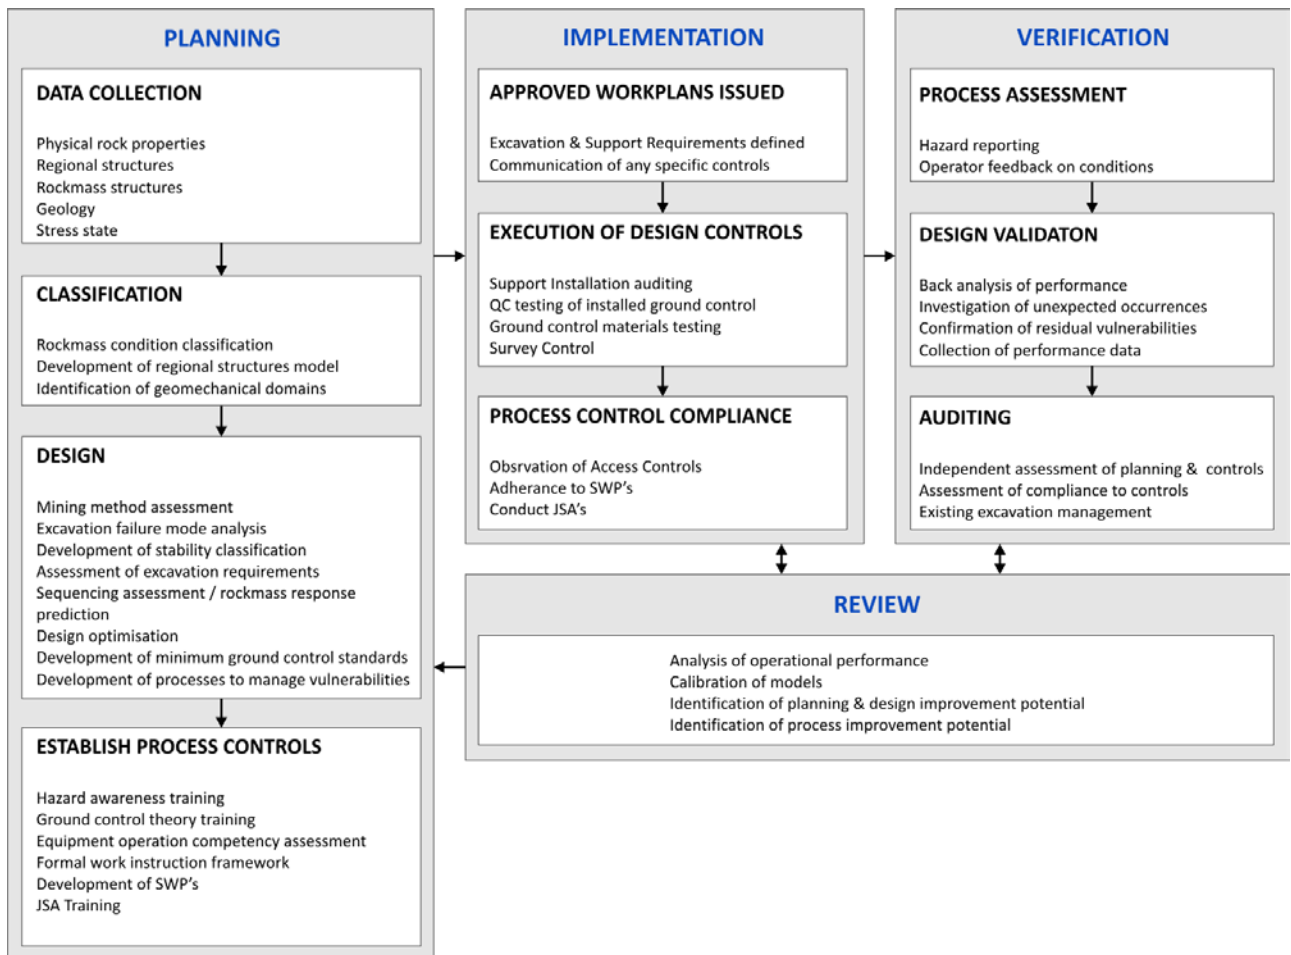 PLANNING
DATA COLLECTION
Physical rock properties
Regional structures
Rockmass structures
Geology
Stress state
CLASSIFICATION
Rockmass condition classification
Development of regional structures model
Identification of geomechanical domains
DESIGN
Mining method assessment
Excavation failure mode analysis
Development of stability classification
Assessment of excavation requirements
Sequencing assessment / rockmass response
prediction
Design optimisation
Development of minimum ground control standards
Development of processes to manage vulnerabilities
ESTABLISH PROCESS CONTROLS
Hazard awareness training
Ground control theory training
Equipment operation competency assessment
Formal work instruction framework
Development of SWP's
JSA Training
IMPLEMENTATION
APPROVED WORKPLANS ISSUED
Excavation & Support Requirements defined
Communication of any specific controls
EXECUTION OF DESIGN CONTROLS
Support Installation auditing
QC testing of installed ground control
Ground control materials testing
Survey Control
PROCESS CONTROL COMPLIANCE
Obsrvation of Access Controls
Adherance to SWP's
Conduct JSA's
VERIFICATION
PROCESS ASSESSMENT
Hazard reporting
Operator feedback on conditions
DESIGN VALIDATON
Back analysis of performance
Investigation of unexpected occurrences
Confirmation of residual vulnerabilities
Collection of performance data
AUDITING
Independent assessment of planning & controls
Assessment of compliance to controls
Existing excavation management
REVIEW
Analysis of operational performance
Calibration of models
Identification of planning & design improvement potential
Identification of process improvement potential